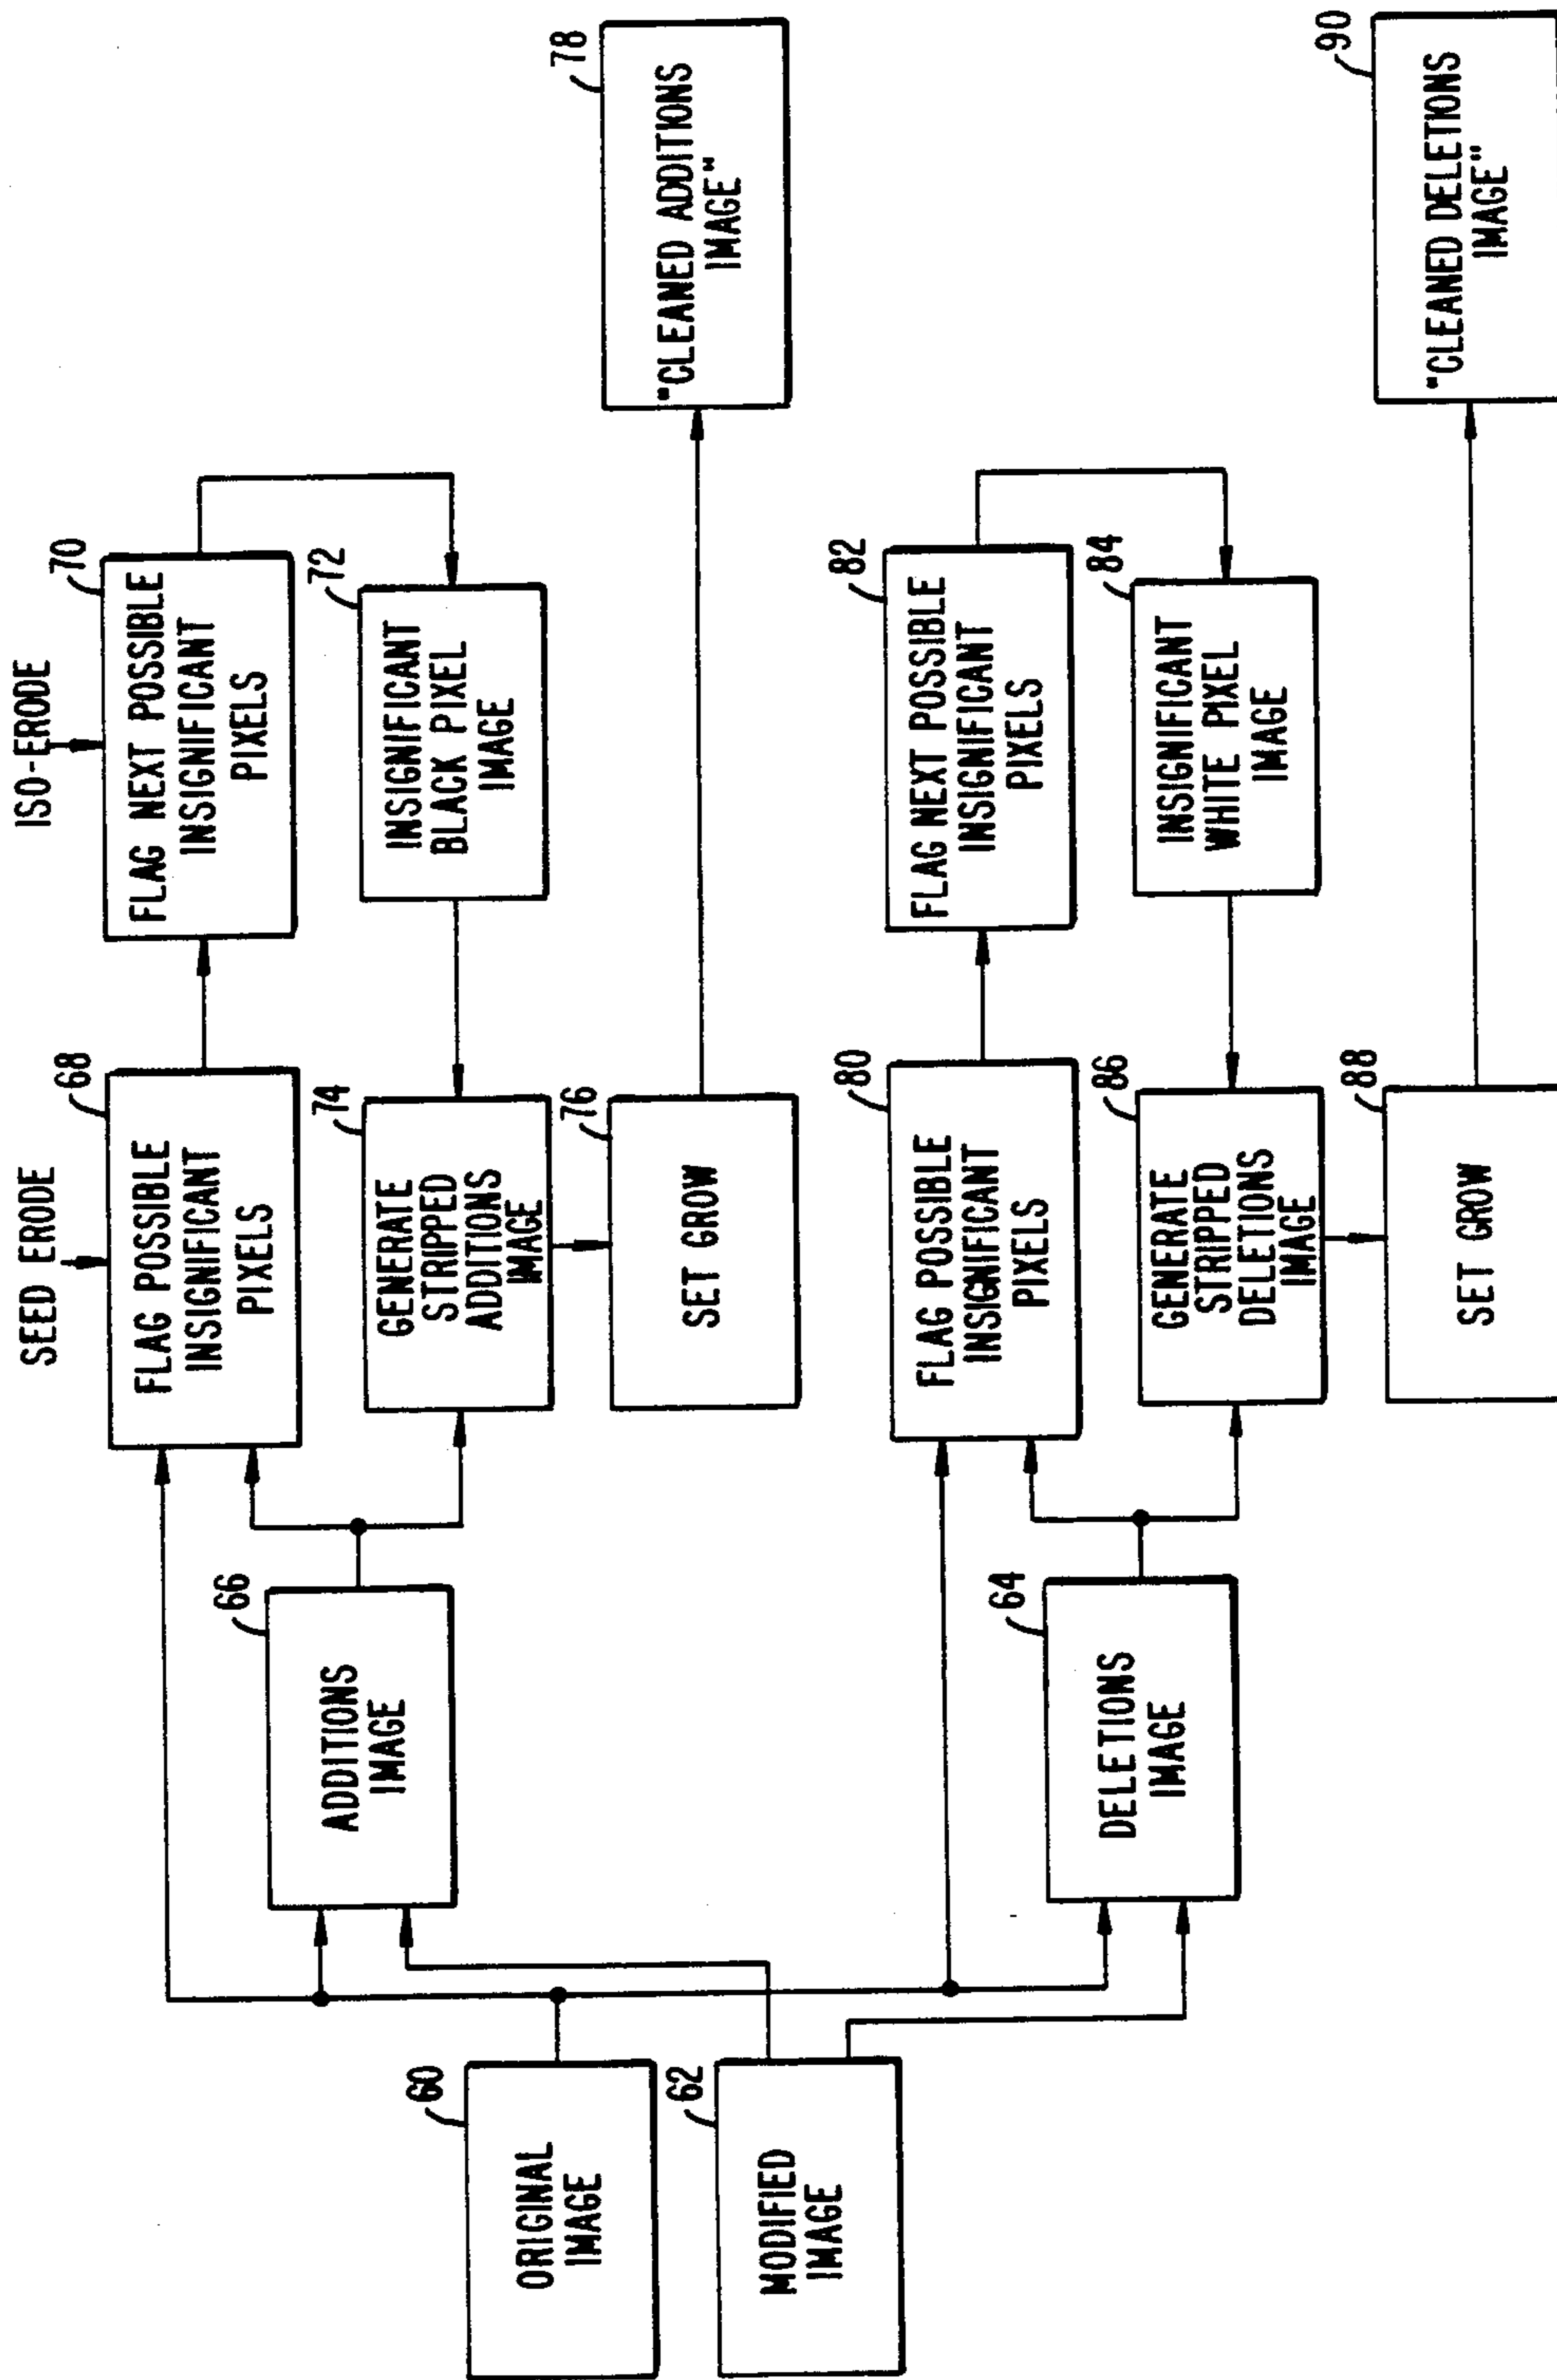 SEED ERODE
ISO-ERODE
60
ORIGINAL
IMAGE
62
MODIFIED
IMAGE
66
ADDITIONS
IMAGE
68
FLAG POSSIBLE
INSIGNIFICANT
PIXELS
70
FLAG NEXT POSSIBLE
INSIGNIFICANT
PIXELS
72
INSIGNIFICANT
BLACK PIXEL
IMAGE
74
GENERATE
STRIPPED
ADDITIONS
IMAGE
76
SET GROW
78
"CLEANED ADDITIONS
IMAGE"
64
DELETIONS
IMAGE
80
FLAG POSSIBLE
INSIGNIFICANT
PIXELS
82
FLAG NEXT POSSIBLE
INSIGNIFICANT
PIXELS
84
INSIGNIFICANT
WHITE PIXEL
IMAGE
86
GENERATE
STRIPPED
DELETIONS
IMAGE
88
SET GROW
90
"CLEANED DELETIONS
IMAGE"